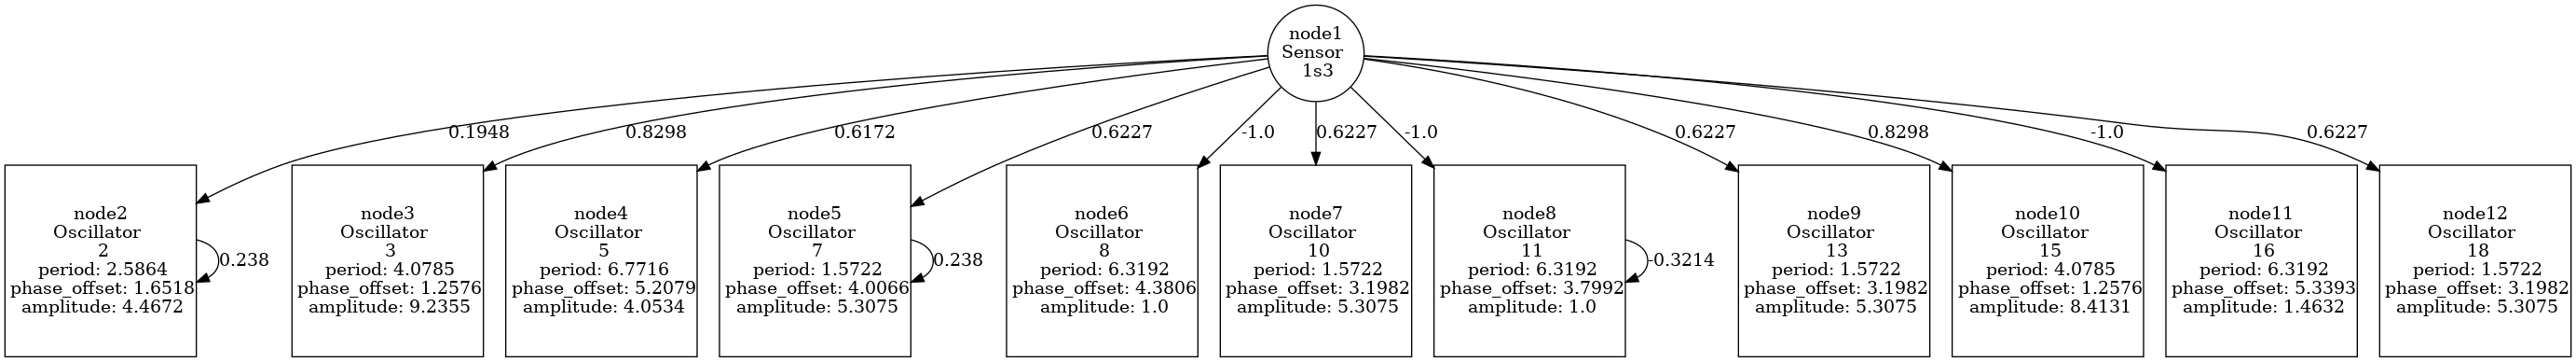 node1
Sensor
1s3
0.1948
0.8298
0.6172
0.6227
-1.0
0.6227
-1.0
0.6227
0.8298
-1.0
0.6227
node2
Oscillator
2
period: 2.5864
phase_offset: 1.6518
amplitude: 4.4672
0.238
node3
Oscillator
3
period: 4.0785
phase_offset: 1.2576
amplitude: 9.2355
node4
Oscillator
5
period: 6.7716
phase_offset: 5.2079
amplitude: 4.0534
node5
Oscillator
7
period: 1.5722
phase_offset: 4.0066
amplitude: 5.3075
0.238
node6
Oscillator
8
period: 6.3192
phase_offset: 4.3806
amplitude: 1.0
node7
Oscillator
10
period: 1.5722
phase_offset: 3.1982
amplitude: 5.3075
node8
Oscillator
11
period: 6.3192
phase_offset: 3.7992
amplitude: 1.0
-0.3214
node9
Oscillator
13
period: 1.5722
phase_offset: 3.1982
amplitude: 5.3075
node10
Oscillator
15
period: 4.0785
phase_offset: 1.2576
amplitude: 8.4131
node11
Oscillator
16
period: 6.3192
phase_offset: 5.3393
amplitude: 1.4632
node12
Oscillator
18
period: 1.5722
phase_offset: 3.1982
amplitude: 5.3075